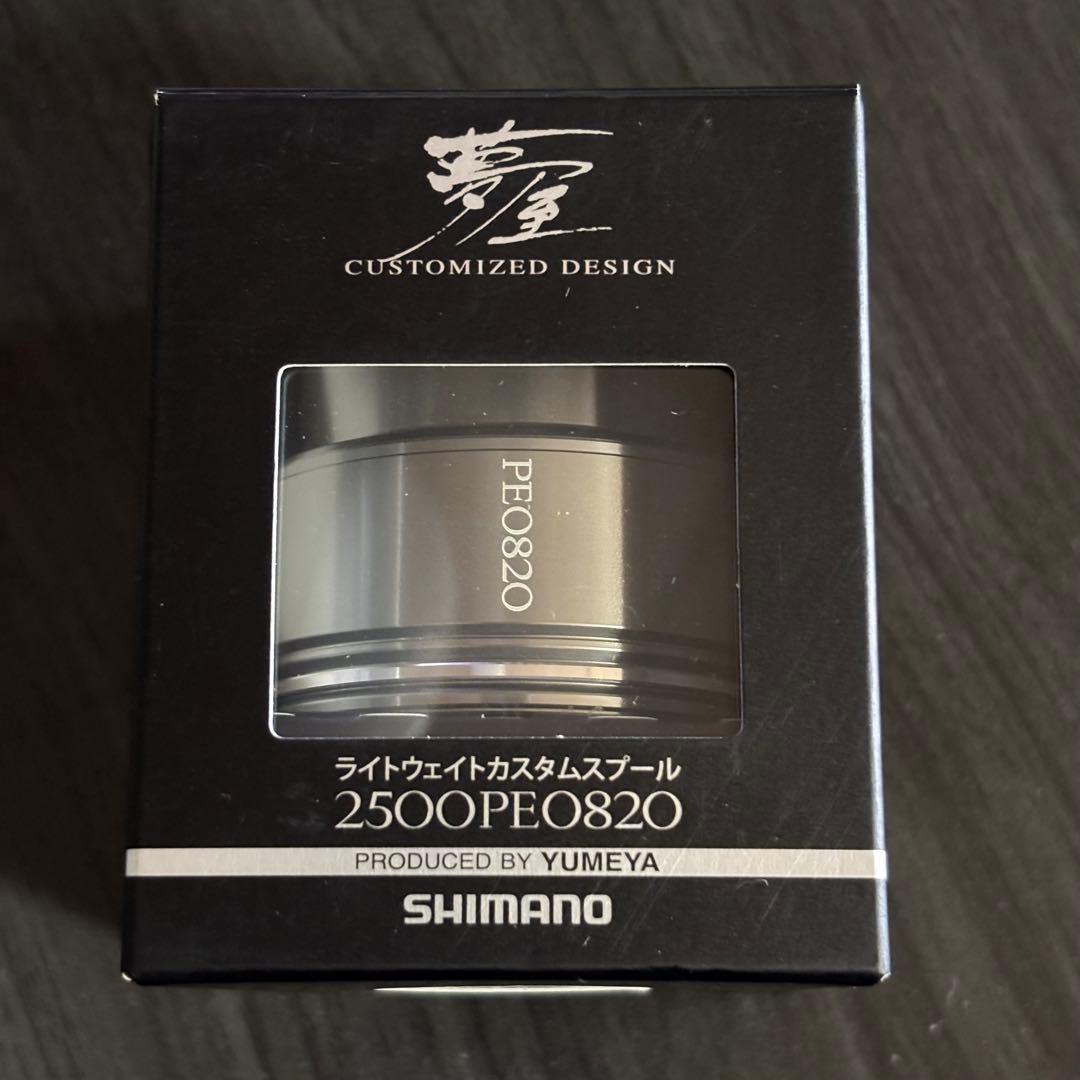 夢屋
CUSTOMIZED DESIGN
PE0820
ライトウェイトカスタムスプール
2500PE0820
PRODUCED BY YUMEYA
SHIMANO